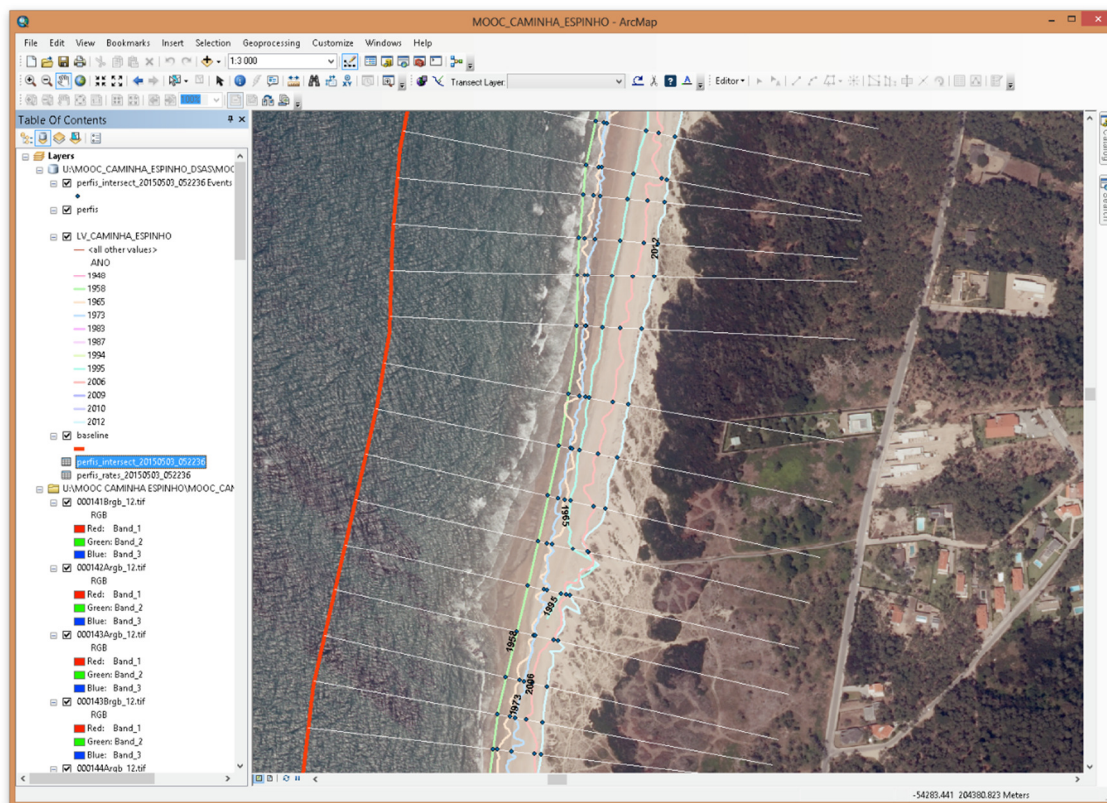 MOOC_CAMINHA_ESPINHO - ArcMap
File Edit View Bookmarks Insert Selection Geoprocessing Customize Windows Help
1:3 000
Transect Layer: Editor
Table Of Contents
Layers
U:\MOOC_CAMINHA_ESPINHO_DSAS\MOC
perfis_intersect_20150503_052236 Events
perfis
LV_CAMINHA_ESPINHO
<all other values>
ANO
1948
1958
1965
1973
1983
1987
1994
1995
2006
2009
2010
2012
baseline
perfis_intersect_20150503_052236
perfis_rates_20150503_052236
U:\MOOC CAMINHA ESPINHO\MOOC_CAN
000141Brgb_12.tif
RGB
Red: Band_1
Green: Band_2
Blue: Band_3
000142Argb_12.tif
RGB
Red: Band_1
Green: Band_2
Blue: Band_3
000143Argb_12.tif
RGB
Red: Band_1
Green: Band_2
Blue: Band_3
000143Brgb_12.tif
RGB
Red: Band_1
Green: Band_2
Blue: Band_3
000144Argb_12.tif
2012
1965
1995
1958
2006
1973
Catalog
Search
-54283.441 204380.823 Meters